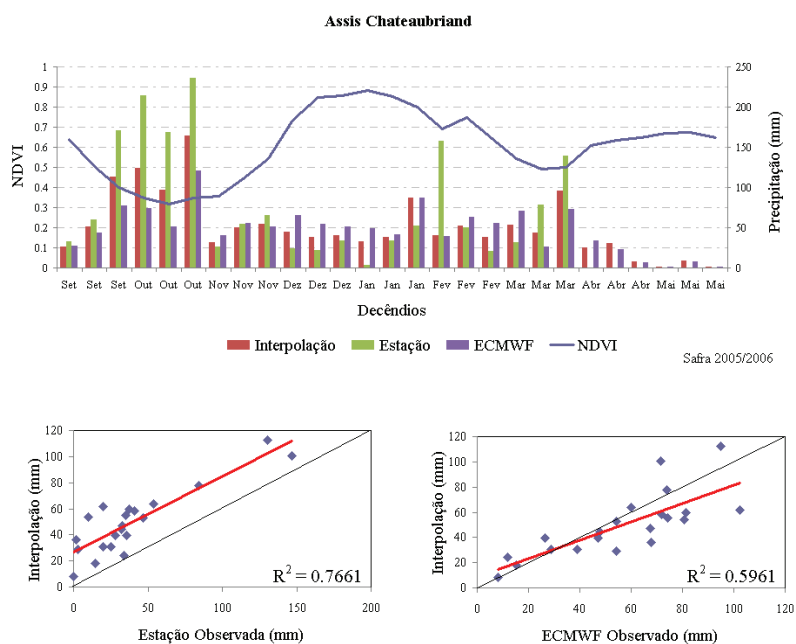 Assis Chateaubriand
NDVI
1
0.9
0.8
0.7
0.6
0.5
0.4
0.3
0.2
0.1
0
250
200
150
100
50
0
Precipitação (mm)
Set Set Set Out Out Out Nov Nov Nov Dez Dez Dez Jan Jan Jan Fev Fev Fev Mar Mar Mar Abr Abr Abr Mai Mai Mai
Decêndios
Interpolação Estação ECMWF NDVI
Safra 2005/2006
Interpolação (mm)
120
100
80
60
40
20
0
R² = 0.7661
0 50 100 150 200
Estação Observada (mm)
Interpolação (mm)
120
100
80
60
40
20
0
R² = 0.5961
0 20 40 60 80 100 120
ECMWF Observado (mm)